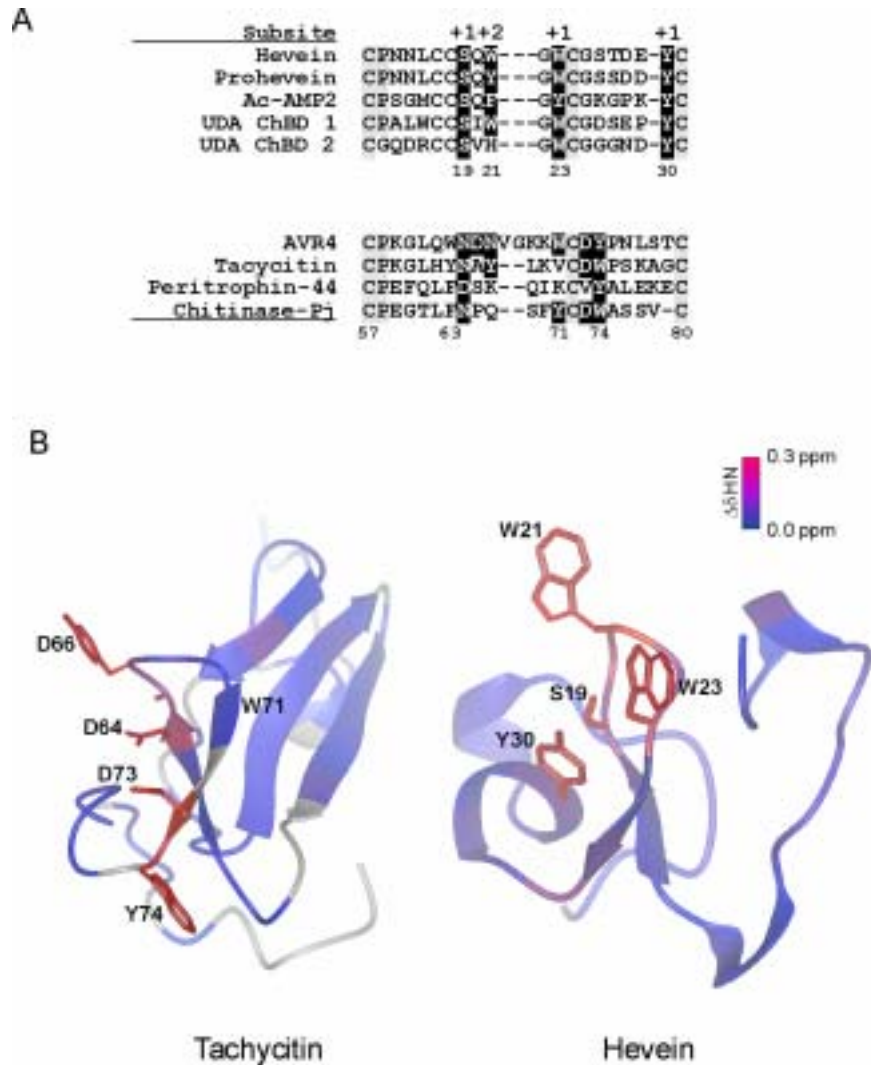 A
Subsite +1+2 +1 +1
Hevein CPNNLCCSQW---GWCGSTDE-YC
Prohevein CPNNLCCSQY---GWCGSSDD-YC
Ac-AMP2 CPSGMCCSQF---GYCGKGPK-YC
UDA ChBD 1 CPALWCCSIW---GWCGDSEP-YC
UDA ChBD 2 CGQDRCCSVH---GWCGGGND-YC
19 21 23 30
AVR4 CPKGLQWNDNVGKKWCDYPNLSTC
Tacycitin CPKGLHYNAY--LKVCDWPSKAGC
Peritrophin-44 CPEFQLFDSK--QIKCVYALEKEC
Chitinase-Pj CPEGTLFNPQ--SFYCDWASSV-C
57 63 71 74 80
B
ΔδHN
0.3 ppm
0.0 ppm
W21
D66
W71
S19
W23
D64
Y30
D73
Y74
Tachycitin Hevein